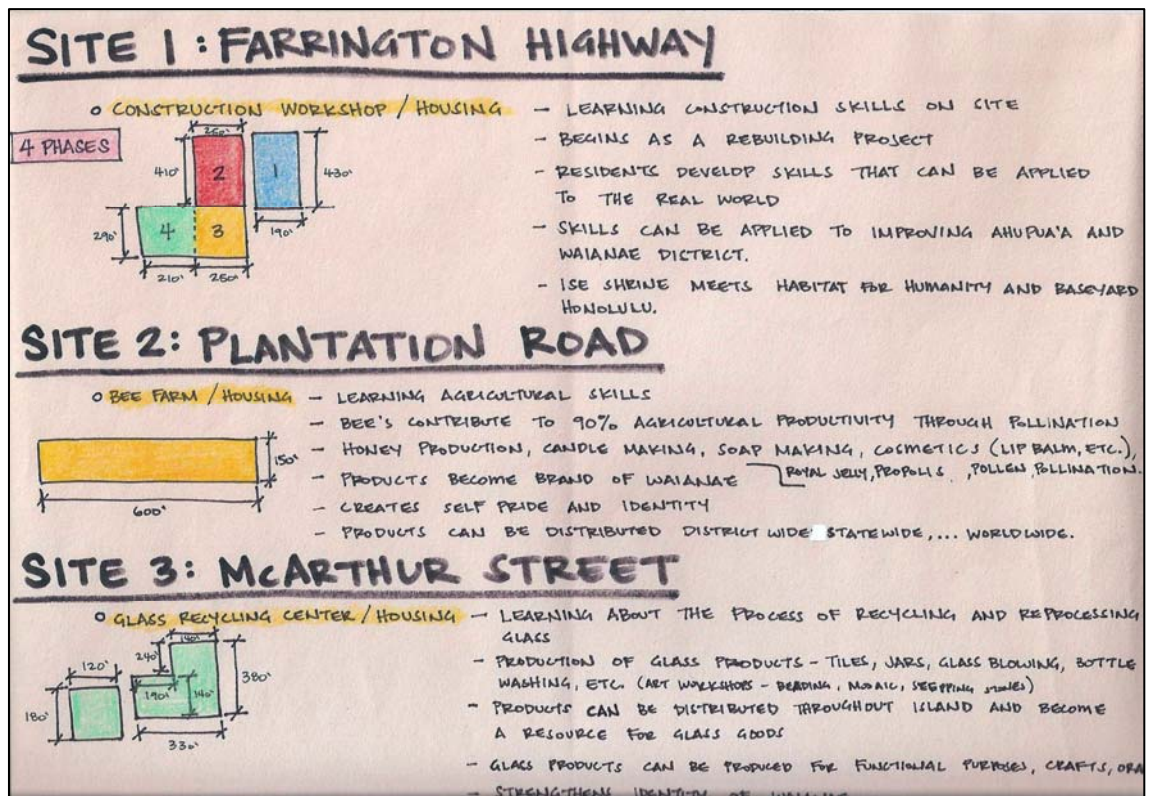 SITE 1: FARRINGTON HIGHWAY
o CONSTRUCTION WORKSHOP / HOUSING – LEARNING CONSTRUCTION SKILLS ON SITE
4 PHASES
– BEGINS AS A REBUILDING PROJECT
– RESIDENTS DEVELOP SKILLS THAT CAN BE APPLIED
TO THE REAL WORLD
– SKILLS CAN BE APPLIED TO IMPROVING AHUPUA'A AND
WAIANAE DISTRICT.
– ISE SHRINE MEETS HABITAT FOR HUMANITY AND BASEYARD
HONOLULU.
250'
410' 2 1 430'
190'
290' 4 3
210' 250'
SITE 2: PLANTATION ROAD
o BEE FARM / HOUSING – LEARNING AGRICULTURAL SKILLS
– BEE'S CONTRIBUTE TO 90% AGRICULTURAL PRODUCTIVITY THROUGH POLLINATION
– HONEY PRODUCTION, CANDLE MAKING, SOAP MAKING, COSMETICS (LIP BALM, ETC.),
ROYAL JELLY, PROPOLIS, POLLEN, POLLINATION.
– PRODUCTS BECOME BRAND OF WAIANAE
– CREATES SELF PRIDE AND IDENTITY
– PRODUCTS CAN BE DISTRIBUTED DISTRICT WIDE STATEWIDE,... WORLDWIDE.
150'
600'
SITE 3: McARTHUR STREET
o GLASS RECYCLING CENTER / HOUSING – LEARNING ABOUT THE PROCESS OF RECYCLING AND REPROCESSING
GLASS
– PRODUCTION OF GLASS PRODUCTS – TILES, JARS, GLASS BLOWING, BOTTLE
WASHING, ETC. (ART WORKSHOPS – BEADING, MOSAIC, STEPPING STONES)
– PRODUCTS CAN BE DISTRIBUTED THROUGHOUT ISLAND AND BECOME
A RESOURCE FOR GLASS GOODS
– GLASS PRODUCTS CAN BE PRODUCED FOR FUNCTIONAL PURPOSES, CRAFTS,
– STRENGTHENS IDENTITY OF WAIANAE
140'
240'
120' 380'
190' 140'
180'
330'